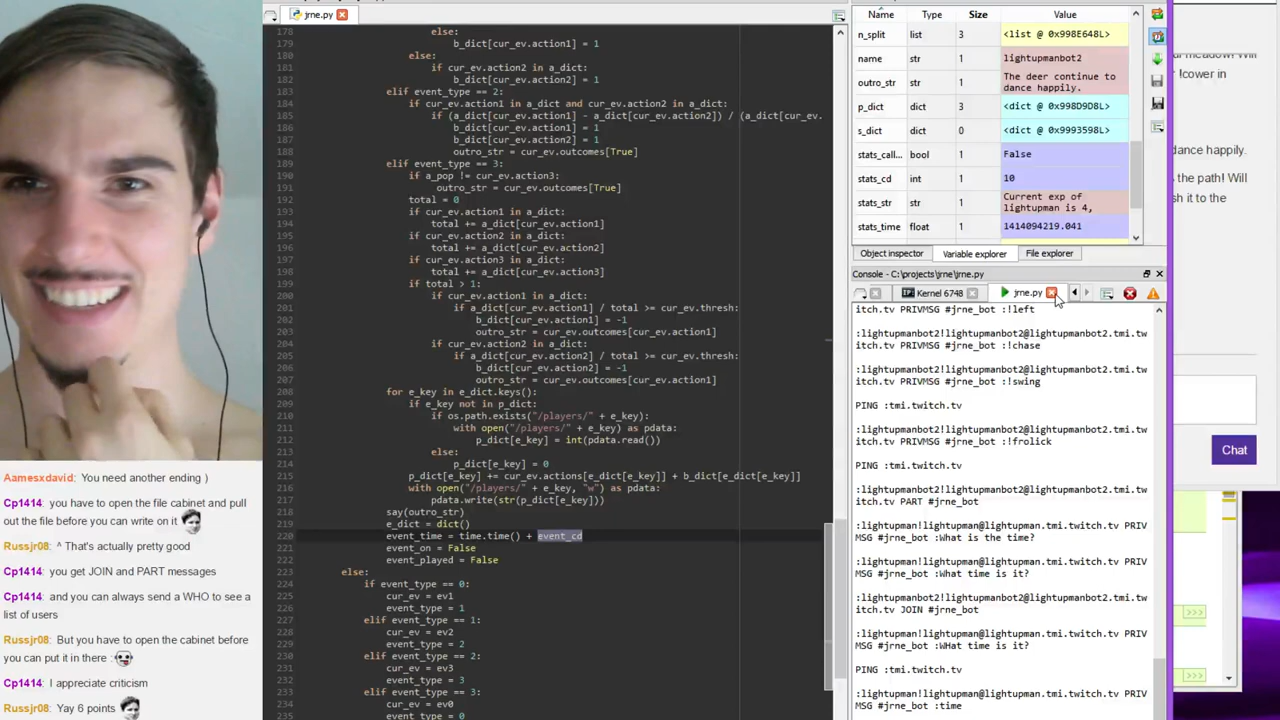 jrne.py
178
else:
179 b_dict[cur_ev.action1] = 1
180 else:
181 if cur_ev.action2 in a_dict:
182 b_dict[cur_ev.action2] = 1
183 elif event_type == 2:
184 if cur_ev.action1 in a_dict and cur_ev.action2 in a_dict:
185 if (a_dict[cur_ev.action1] - a_dict[cur_ev.action2]) / (a_dict[cur_ev.
186 b_dict[cur_ev.action1] = 1
187 b_dict[cur_ev.action2] = 1
188 outro_str = cur_ev.outcomes[True]
189 elif event_type == 3:
190 if a_pop != cur_ev.action3:
191 outro_str = cur_ev.outcomes[True]
192 total = 0
193 if cur_ev.action1 in a_dict:
194 total += a_dict[cur_ev.action1]
195 if cur_ev.action2 in a_dict:
196 total += a_dict[cur_ev.action2]
197 if cur_ev.action3 in a_dict:
198 total += a_dict[cur_ev.action3]
199 if total > 1:
200 if cur_ev.action1 in a_dict:
201 if a_dict[cur_ev.action1] / total >= cur_ev.thresh:
202 b_dict[cur_ev.action1] = -1
203 outro_str = cur_ev.outcomes[True]
204 if cur_ev.action2 in a_dict:
205 if a_dict[cur_ev.action2] / total >= cur_ev.thresh:
206 b_dict[cur_ev.action2] = -1
207 outro_str = cur_ev.outcomes[True]
208 for e_key in e_dict.keys():
209 if e_key not in p_dict:
210 if os.path.exists("/players/" + e_key):
211 with open("/players/" + e_key) as pdata:
212 p_dict[e_key] = int(pdata.read())
213 else:
214 p_dict[e_key] = 0
215 p_dict[e_key] += cur_ev.actions[e_dict[e_key]] + b_dict[e_dict[e_key]]
216 with open("/players/" + e_key, "w") as pdata:
217 pdata.write(str(p_dict[e_key]))
218 say(outro_str)
219 e_dict = dict()
220 event_time = time.time() + event_cd
221 event_on = False
222 event_played = False
223 else:
224 if event_type == 0:
225 cur_ev = ev1
226 event_type = 1
227 elif event_type == 1:
228 cur_ev = ev2
229 event_type = 2
230 elif event_type == 2:
231 cur_ev = ev3
232 event_type = 3
233 elif event_type == 3:
234 cur_ev = ev0
235 event_type = 0
Aamesxdavid: You need another ending )
Cp1414: you have to open the file cabinet and pull
out the file before you can write on it
Russjr08: ^ That's actually pretty good
Cp1414: you get JOIN and PART messages
Cp1414: and you can always send a WHO to see a
list of users
Russjr08: But you have to open the cabinet before
you can put it in there :
Cp1414: I appreciate criticism
Russjr08: Yay 6 points
Name Type Size Value
n_split list 3 <list @ 0x998E648L>
name str 1 lightupmanbot2
outro_str str 1 The deer continue to
dance happily.
p_dict dict 3 <dict @ 0x998D9D8L>
s_dict dict 0 <dict @ 0x9993598L>
stats_call... bool 1 False
stats_cd int 1 10
stats_str str 1 Current exp of
lightupman is 4,
stats_time float 1 1414094219.041
Object inspector Variable explorer File explorer
Console - C:\projects\jrne\jrne.py
Kernel 6748 jrne.py
itch.tv PRIVMSG #jrne_bot :!left
:lightupmanbot2!lightupmanbot2@lightupmanbot2.tmi.tw
itch.tv PRIVMSG #jrne_bot :!chase
:lightupmanbot2!lightupmanbot2@lightupmanbot2.tmi.tw
itch.tv PRIVMSG #jrne_bot :!swing
PING :tmi.twitch.tv
:lightupmanbot2!lightupmanbot2@lightupmanbot2.tmi.tw
itch.tv PRIVMSG #jrne_bot :!frolick
PING :tmi.twitch.tv
:lightupmanbot2!lightupmanbot2@lightupmanbot2.tmi.tw
itch.tv PART #jrne_bot
:lightupman!lightupman@lightupman.tmi.twitch.tv PRIV
MSG #jrne_bot :What is the time?
:lightupman!lightupman@lightupman.tmi.twitch.tv PRIV
MSG #jrne_bot :What time is it?
:lightupmanbot2!lightupmanbot2@lightupmanbot2.tmi.tw
itch.tv JOIN #jrne_bot
:lightupman!lightupman@lightupman.tmi.twitch.tv PRIV
MSG #jrne_bot :What time is it?
PING :tmi.twitch.tv
:lightupman!lightupman@lightupman.tmi.twitch.tv PRIV
MSG #jrne_bot :time
meadow! Will
r !cower in
dance happily.
s the path! Will
sh it to the
Chat
>>>
>>>